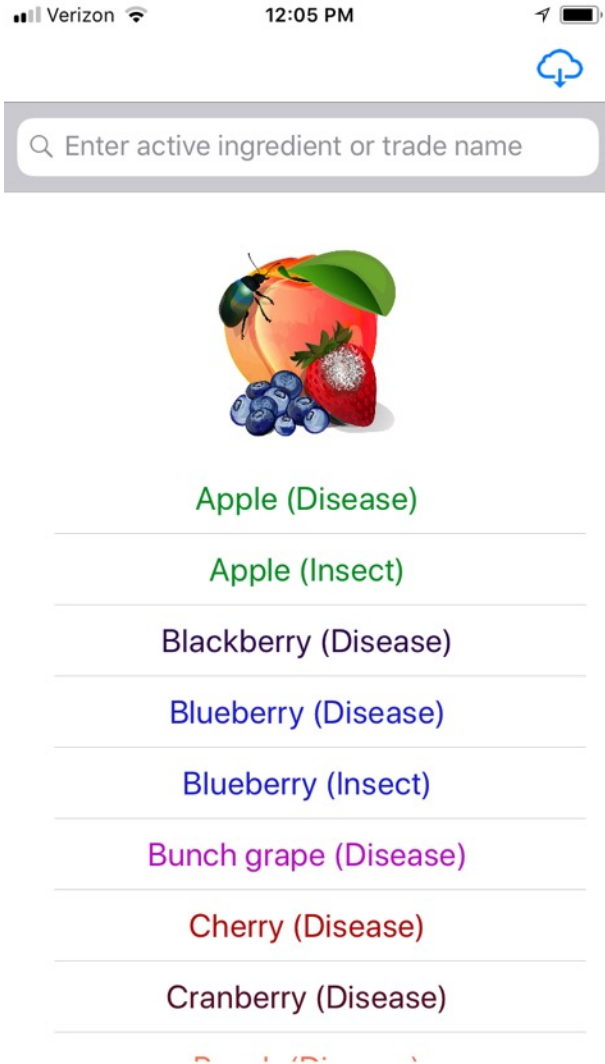 Verizon 12:05 PM
Enter active ingredient or trade name
Apple (Disease)
Apple (Insect)
Blackberry (Disease)
Blueberry (Disease)
Blueberry (Insect)
Bunch grape (Disease)
Cherry (Disease)
Cranberry (Disease)